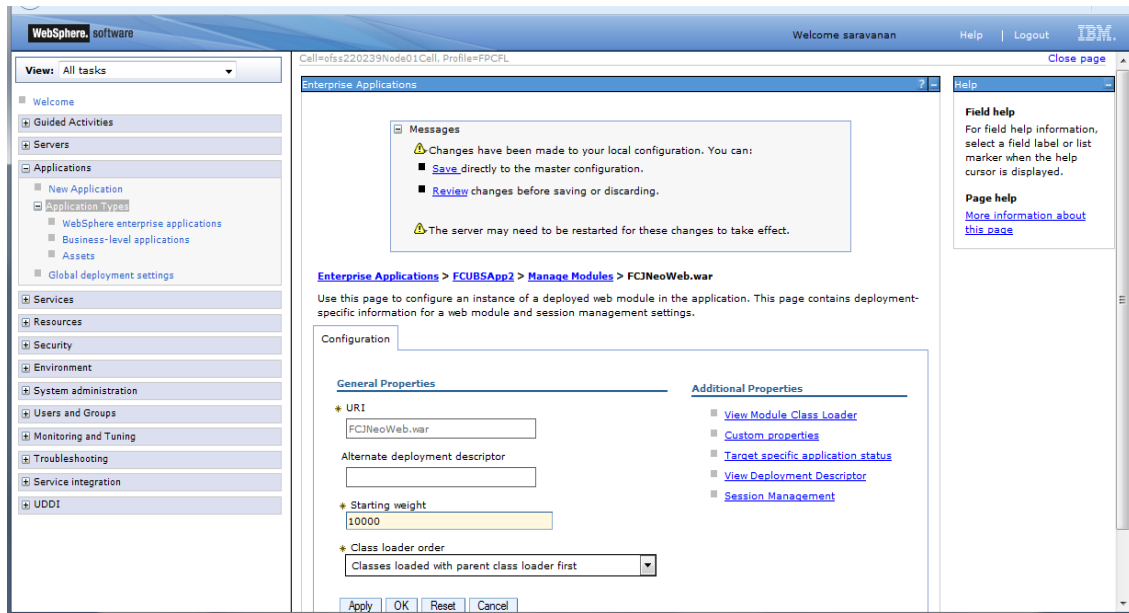 WebSphere. software
Welcome saravanan
Help | Logout
IBM.
View: All tasks
Welcome
Guided Activities
Servers
Applications
New Application
Application Types
WebSphere enterprise applications
Business-level applications
Assets
Global deployment settings
Services
Resources
Security
Environment
System administration
Users and Groups
Monitoring and Tuning
Troubleshooting
Service integration
UDDI
Cell=ofss220239Node01Cell, Profile=FPCFL
Close page
Enterprise Applications
? -
Messages
Changes have been made to your local configuration. You can:
Save directly to the master configuration.
Review changes before saving or discarding.
The server may need to be restarted for these changes to take effect.
Enterprise Applications > FCUBSApp2 > Manage Modules > FCJNeoWeb.war
Use this page to configure an instance of a deployed web module in the application. This page contains deployment-
specific information for a web module and session management settings.
Configuration
General Properties
* URI
FCJNeoWeb.war
Alternate deployment descriptor
* Starting weight
10000
* Class loader order
Classes loaded with parent class loader first
Apply OK Reset Cancel
Additional Properties
View Module Class Loader
Custom properties
Target specific application status
View Deployment Descriptor
Session Management
Help
Field help
For field help information,
select a field label or list
marker when the help
cursor is displayed.
Page help
More information about
this page